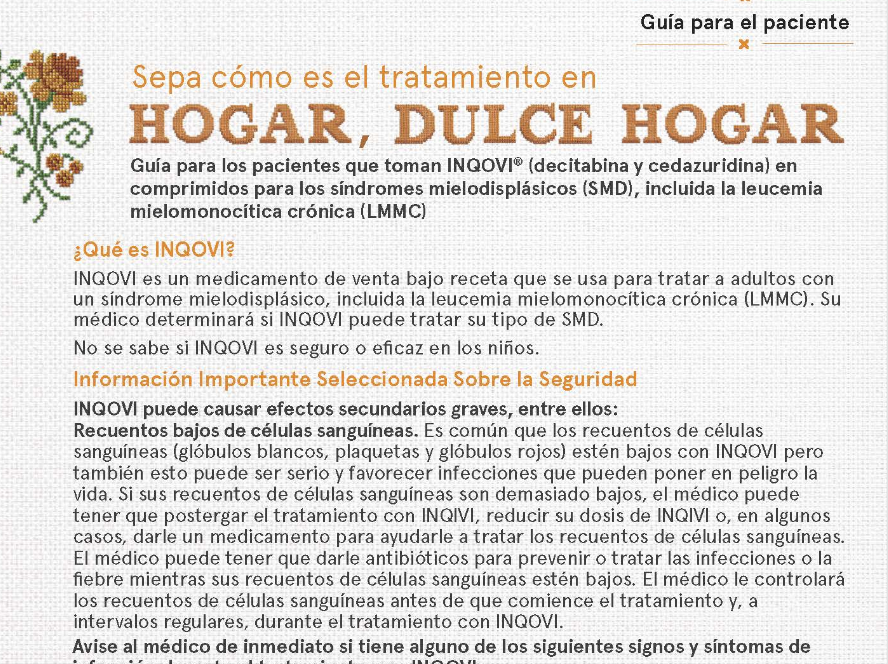 Guía para el paciente
Sepa cómo es el tratamiento en
HOGAR, DULCE HOGAR
Guía para los pacientes que toman INQOVI® (decitabina y cedazuridina) en
comprimidos para los síndromes mielodisplásicos (SMD), incluida la leucemia
mielomonocítica crónica (LMMC)
¿Qué es INQOVI?
INQOVI es un medicamento de venta bajo receta que se usa para tratar a adultos con
un síndrome mielodisplásico, incluida la leucemia mielomonocítica crónica (LMMC). Su
médico determinará si INQOVI puede tratar su tipo de SMD.
No se sabe si INQOVI es seguro o eficaz en los niños.
Información Importante Seleccionada Sobre la Seguridad
INQOVI puede causar efectos secundarios graves, entre ellos:
Recuentos bajos de células sanguíneas. Es común que los recuentos de células
sanguíneas (glóbulos blancos, plaquetas y glóbulos rojos) estén bajos con INQOVI pero
también esto puede ser serio y favorecer infecciones que pueden poner en peligro la
vida. Si sus recuentos de células sanguíneas son demasiado bajos, el médico puede
tener que postergar el tratamiento con INQIVI, reducir su dosis de INQIVI o, en algunos
casos, darle un medicamento para ayudarle a tratar los recuentos de células sanguíneas.
El médico puede tener que darle antibióticos para prevenir o tratar las infecciones o la
fiebre mientras sus recuentos de células sanguíneas estén bajos. El médico le controlará
los recuentos de células sanguíneas antes de que comience el tratamiento y, a
intervalos regulares, durante el tratamiento con INQOVI.
Avise al médico de inmediato si tiene alguno de los siguientes signos y síntomas de